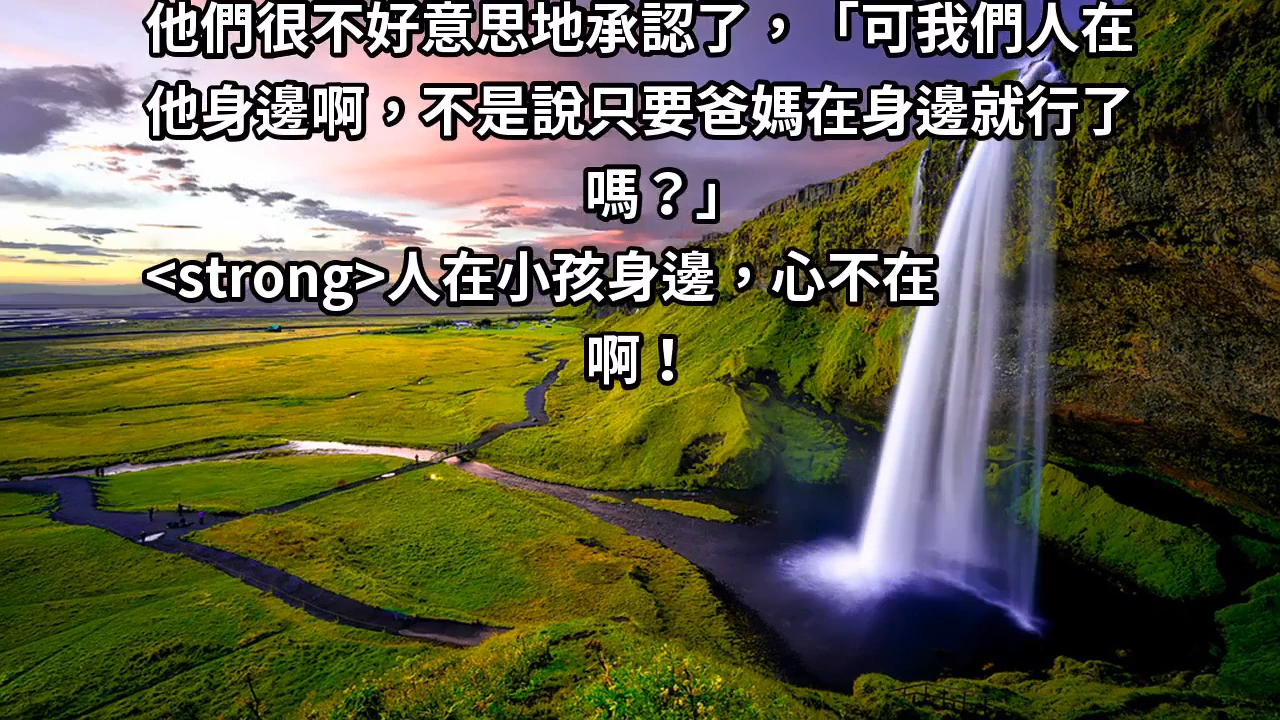 他們很不好意思地承認了，「可我們人在
他身邊啊，不是說只要爸媽在身邊就行了
嗎？」
<strong>人在小孩身邊，心不在
啊！